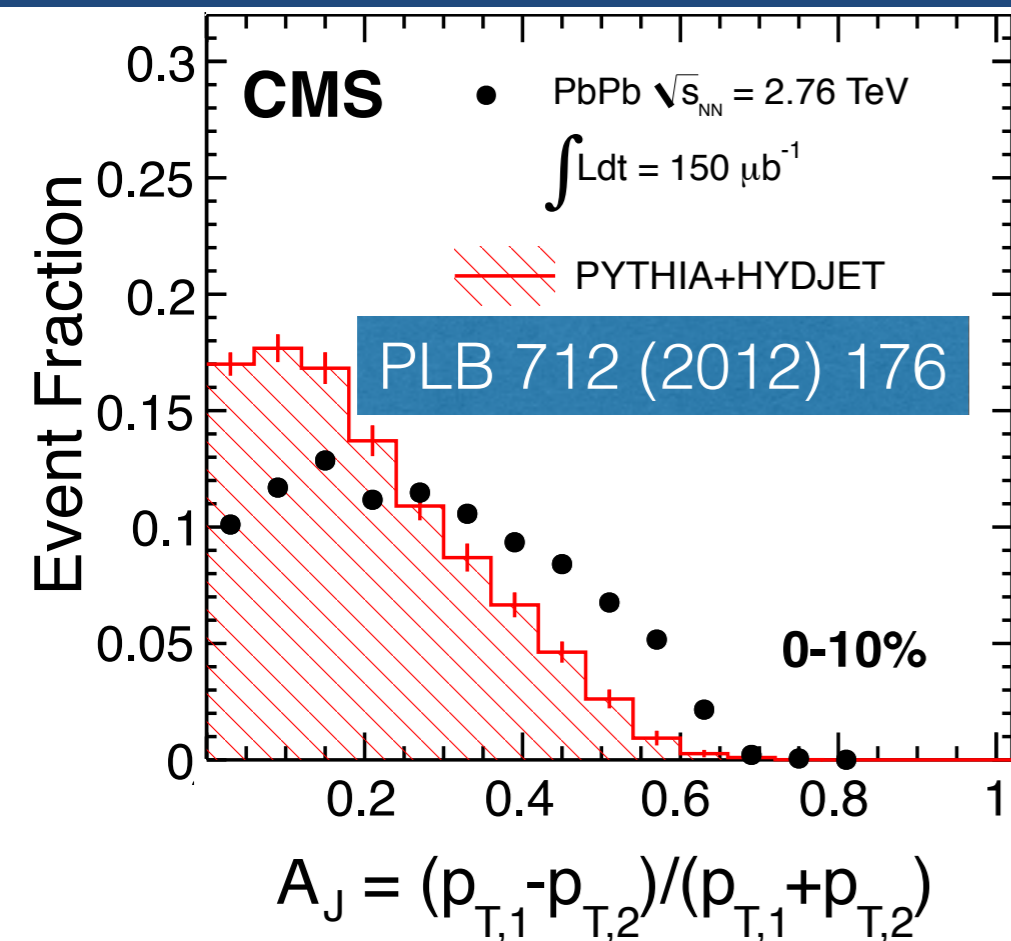 CMS
PbPb √s_NN = 2.76 TeV
∫Ldt = 150 μb⁻¹
PYTHIA+HYDJET
PLB 712 (2012) 176
0-10%
Event Fraction
0.3
0.25
0.2
0.15
0.1
0.05
0
0.2 0.4 0.6 0.8 1
A_J = (p_T,1-p_T,2)/(p_T,1+p_T,2)